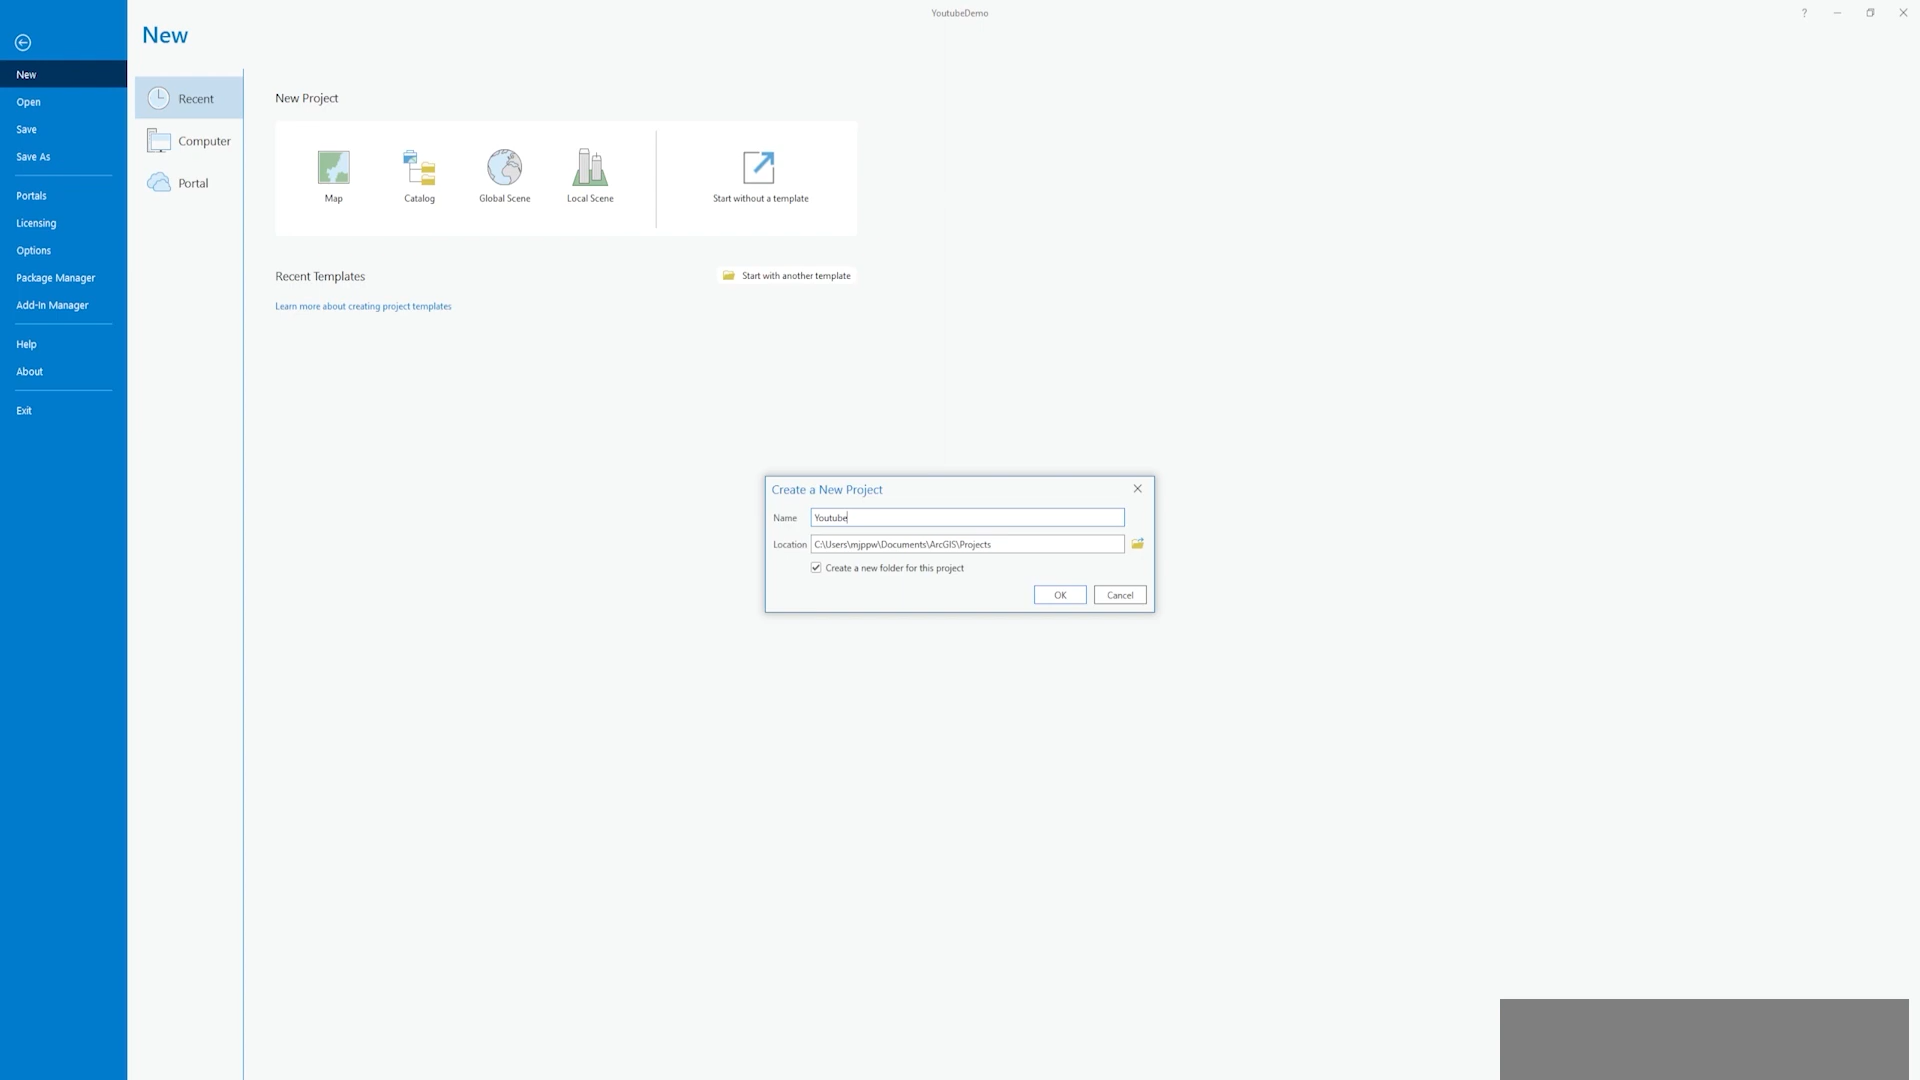 YoutubeDemo
?
New
New
Open
Save
Save As
Portals
Licensing
Options
Package Manager
Add-In Manager
Help
About
Exit
Recent
Computer
Portal
New Project
Map
Catalog
Global Scene
Local Scene
Start without a template
Recent Templates
Start with another template
Learn more about creating project templates
Create a New Project
Name Youtube
Location C:\Users\mjppw\Documents\ArcGIS\Projects
Create a new folder for this project
OK Cancel